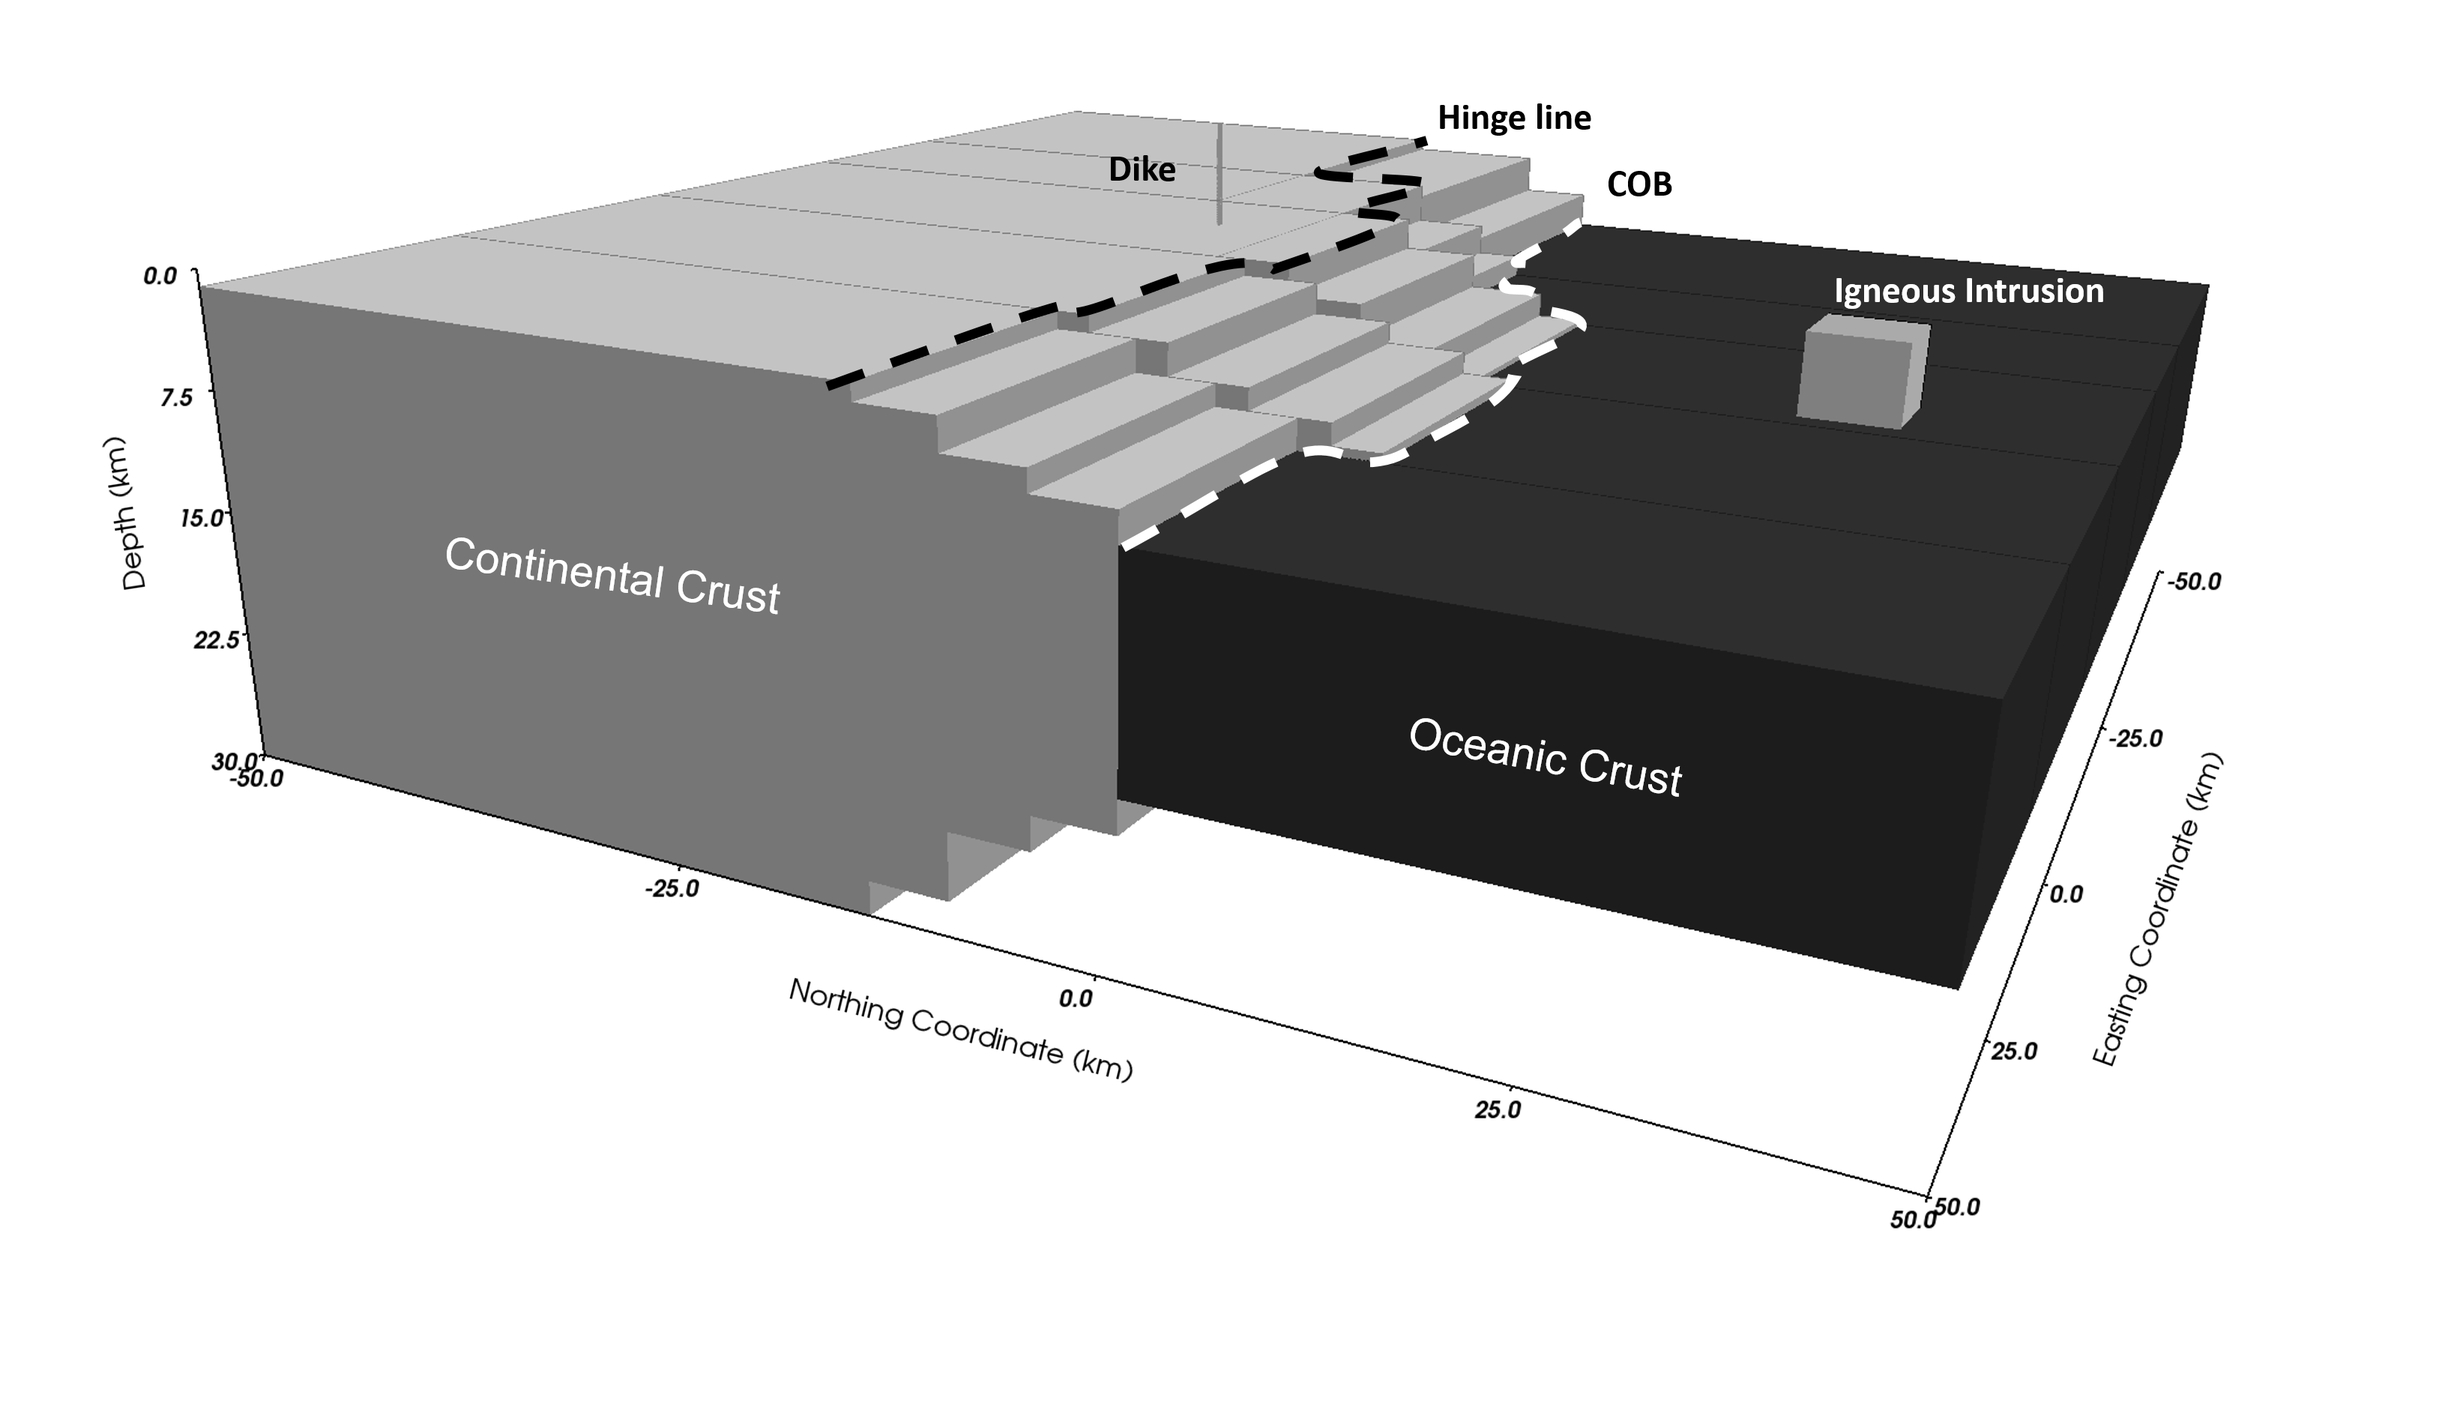 Hinge line
Dike
COB
Igneous Intrusion
0.0
7.5
15.0
22.5
30.0
Depth (km)
Continental Crust
Oceanic Crust
-50.0
-25.0
0.0
25.0
50.0
Northing Coordinate (km)
-50.0
-25.0
0.0
25.0
50.0
Easting Coordinate (km)